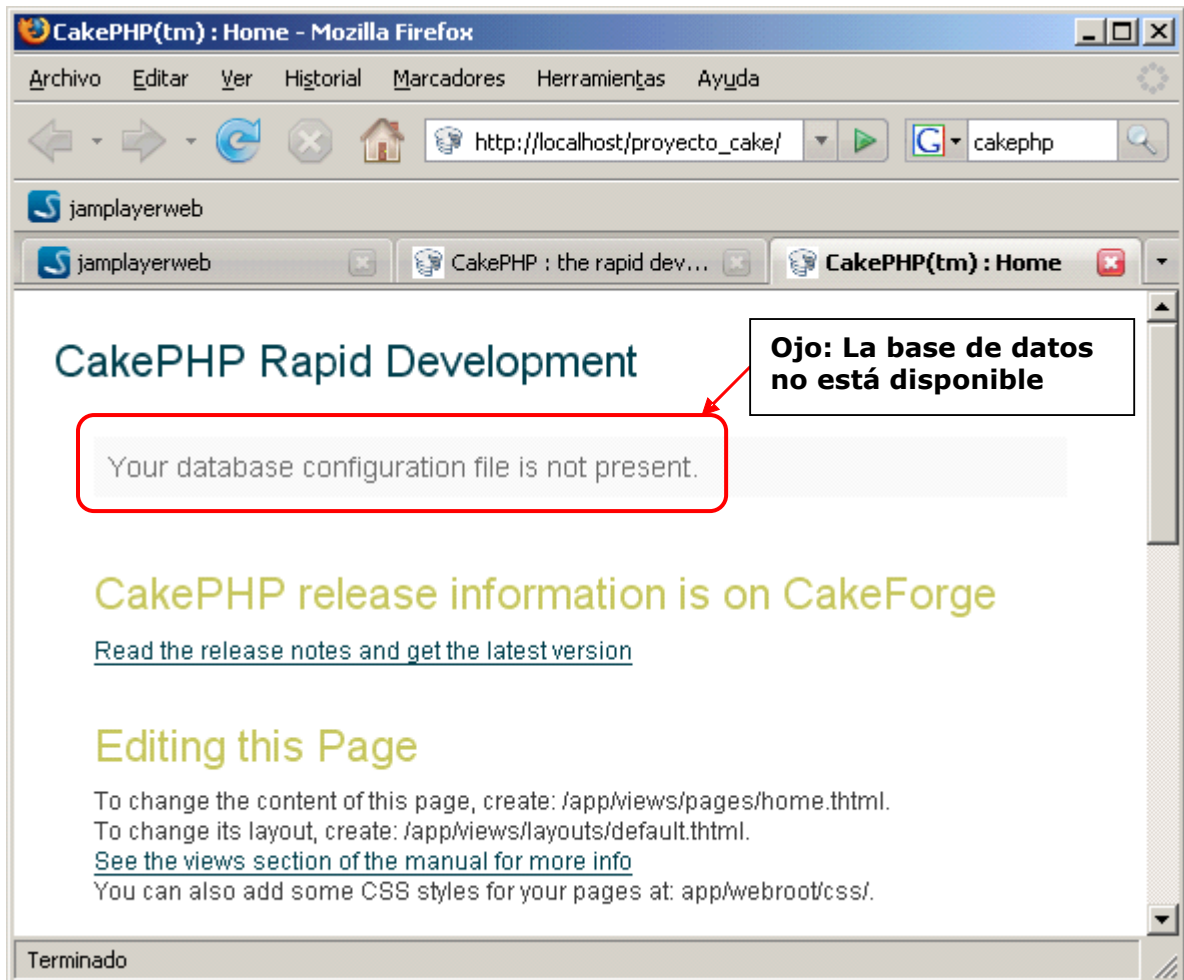 CakePHP(tm) : Home - Mozilla Firefox
Archivo Editar Ver Historial Marcadores Herramientas Ayuda
http://localhost/proyecto_cake/ G cakephp
jamplayerweb
jamplayerweb CakePHP : the rapid dev... CakePHP(tm) : Home
CakePHP Rapid Development
Ojo: La base de datos
no está disponible
Your database configuration file is not present.
CakePHP release information is on CakeForge
Read the release notes and get the latest version
Editing this Page
To change the content of this page, create: /app/views/pages/home.thtml.
To change its layout, create: /app/views/layouts/default.thtml.
See the views section of the manual for more info
You can also add some CSS styles for your pages at: app/webroot/css/.
Terminado